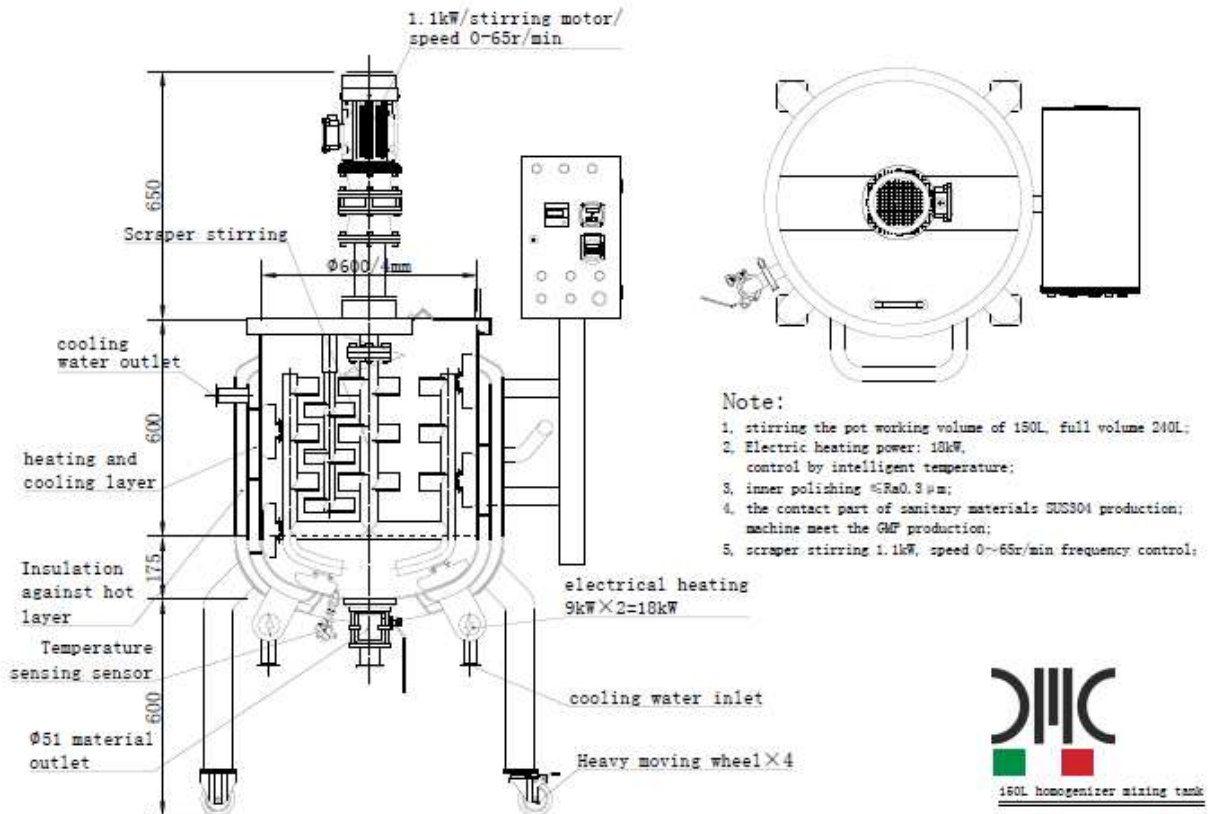 1.1kW/stirring motor/
speed 0-65r/min
650
Scraper stirring
Φ600/4mm
cooling
water outlet
600
heating and
cooling layer
175
Insulation
against hot
layer
electrical heating
9kW×2=18kW
Temperature
sensing sensor
600
cooling water inlet
Φ51 material
outlet
Heavy moving wheel×4
Note:
1, stirring the pot working volume of 150L, full volume 240L;
2, Electric heating power: 18kW,
control by intelligent temperature;
3, inner polishing ≤Ra0.3μm;
4, the contact part of sanitary materials SUS304 production;
machine meet the GMP production;
5, scraper stirring 1.1kW, speed 0~65r/min frequency control;
DMC
150L homogenizer mixing tank